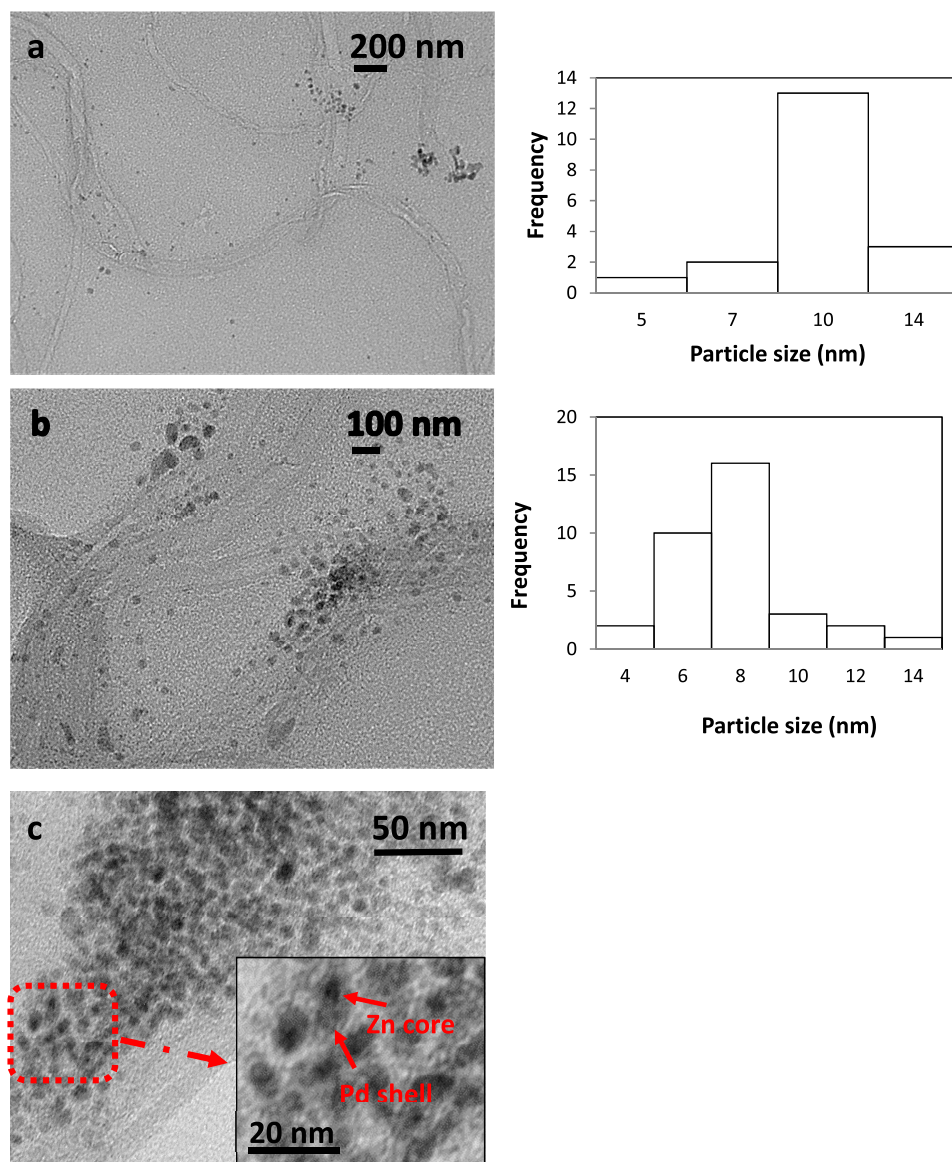 a
200 nm
14
12
10
8
6
4
2
0
Frequency
5 7 10 14
Particle size (nm)
b
100 nm
20
15
10
5
0
Frequency
4 6 8 10 12 14
Particle size (nm)
c
50 nm
Zn core
Pd shell
20 nm